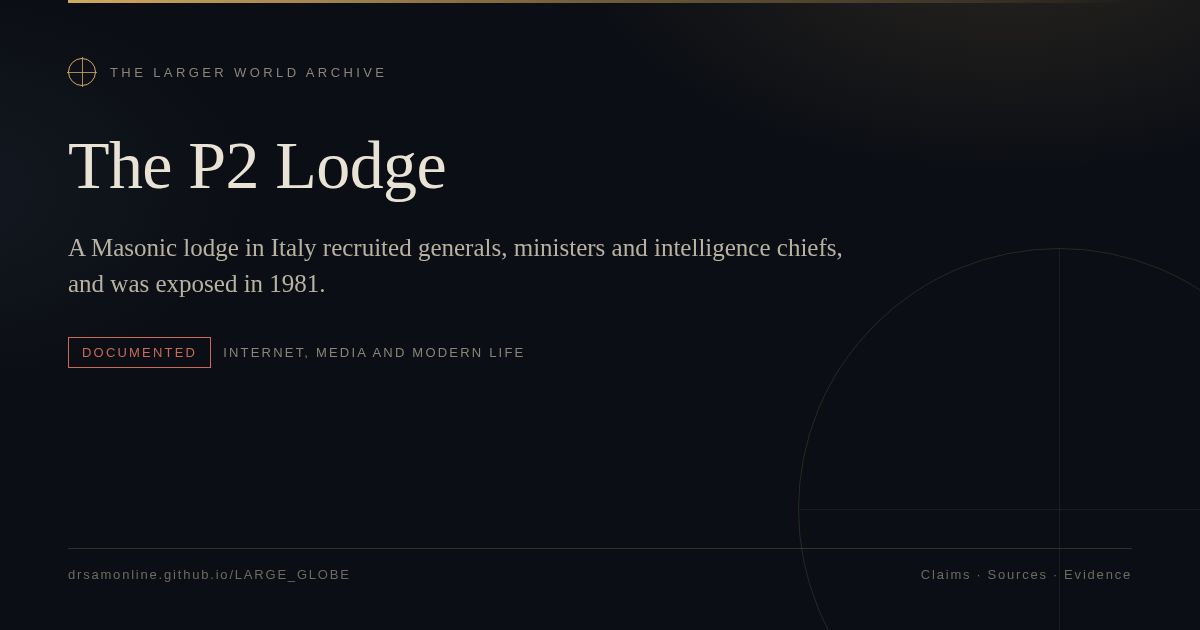 THE LARGER WORLD ARCHIVE
The P2 Lodge
A Masonic lodge in Italy recruited generals, ministers and intelligence chiefs,
and was exposed in 1981.
DOCUMENTED INTERNET, MEDIA AND MODERN LIFE
drsamonline.github.io/LARGE_GLOBE Claims · Sources · Evidence